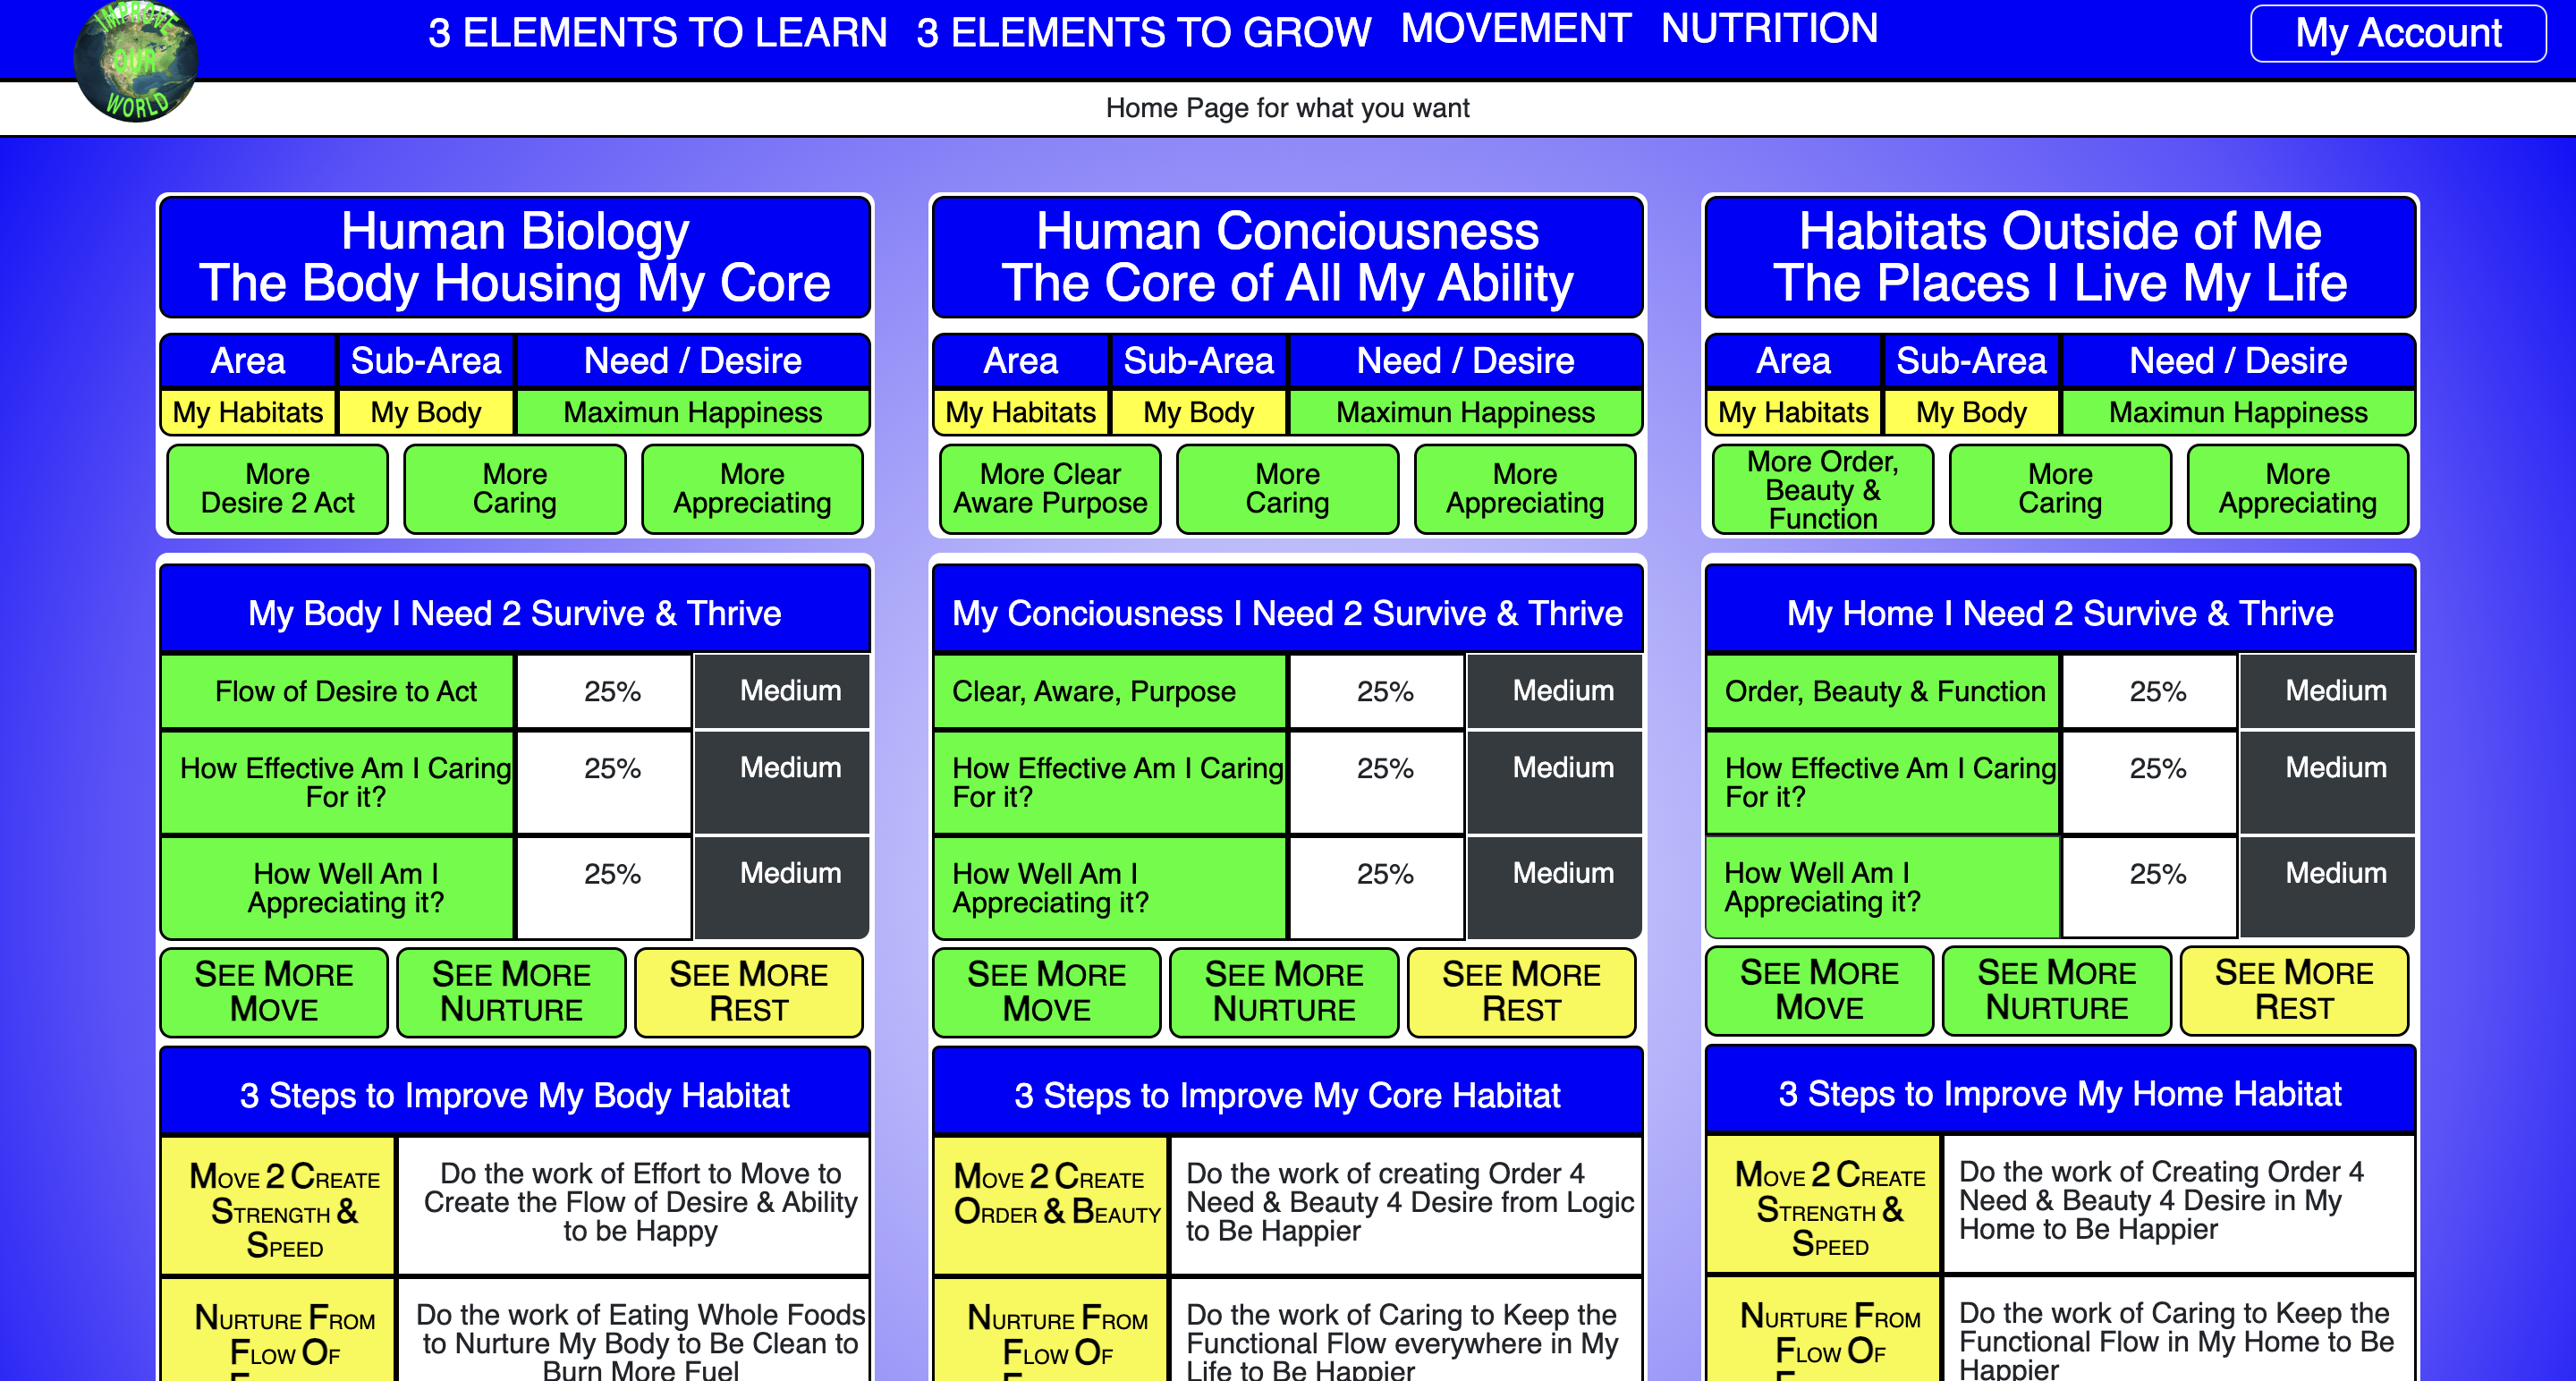 IMPROVE
OUR
WORLD
3 ELEMENTS TO LEARN 3 ELEMENTS TO GROW MOVEMENT NUTRITION
My Account
Home Page for what you want
Human Biology
The Body Housing My Core
Area Sub-Area Need / Desire
My Habitats My Body Maximun Happiness
More
Desire 2 Act
More
Caring
More
Appreciating
My Body I Need 2 Survive & Thrive
Flow of Desire to Act 25% Medium
How Effective Am I Caring
For it?
25% Medium
How Well Am I
Appreciating it?
25% Medium
SEE MORE
MOVE
SEE MORE
NURTURE
SEE MORE
REST
3 Steps to Improve My Body Habitat
MOVE 2 CREATE
STRENGTH &
SPEED
Do the work of Effort to Move to
Create the Flow of Desire & Ability
to be Happy
NURTURE FROM
FLOW OF
Do the work of Eating Whole Foods
to Nurture My Body to Be Clean to
Burn More Fuel
Human Conciousness
The Core of All My Ability
Area Sub-Area Need / Desire
My Habitats My Body Maximun Happiness
More Clear
Aware Purpose
More
Caring
More
Appreciating
My Conciousness I Need 2 Survive & Thrive
Clear, Aware, Purpose 25% Medium
How Effective Am I Caring
For it?
25% Medium
How Well Am I
Appreciating it?
25% Medium
SEE MORE
MOVE
SEE MORE
NURTURE
SEE MORE
REST
3 Steps to Improve My Core Habitat
MOVE 2 CREATE
ORDER & BEAUTY
Do the work of creating Order 4
Need & Beauty 4 Desire from Logic
to Be Happier
NURTURE FROM
FLOW OF
Do the work of Caring to Keep the
Functional Flow everywhere in My
Life to Be Happier
Habitats Outside of Me
The Places I Live My Life
Area Sub-Area Need / Desire
My Habitats My Body Maximun Happiness
More Order,
Beauty &
Function
More
Caring
More
Appreciating
My Home I Need 2 Survive & Thrive
Order, Beauty & Function 25% Medium
How Effective Am I Caring
For it?
25% Medium
How Well Am I
Appreciating it?
25% Medium
SEE MORE
MOVE
SEE MORE
NURTURE
SEE MORE
REST
3 Steps to Improve My Home Habitat
MOVE 2 CREATE
STRENGTH &
SPEED
Do the work of Creating Order 4
Need & Beauty 4 Desire in My
Home to Be Happier
NURTURE FROM
FLOW OF
Do the work of Caring to Keep the
Functional Flow in My Home to Be
Happier